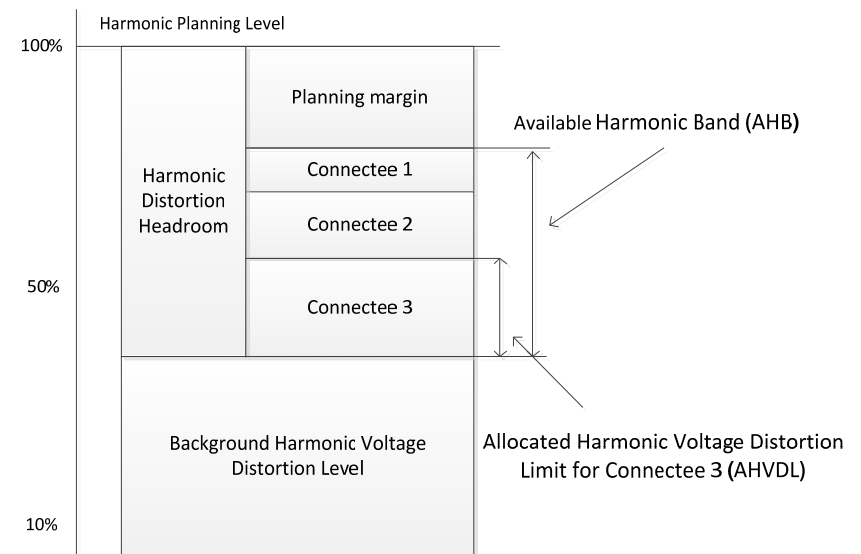 Harmonic Planning Level
100%
Planning margin
Available Harmonic Band (AHB)
Connectee 1
Harmonic
Distortion
Headroom
Connectee 2
50%
Connectee 3
Background Harmonic Voltage
Distortion Level
Allocated Harmonic Voltage Distortion
Limit for Connectee 3 (AHVDL)
10%